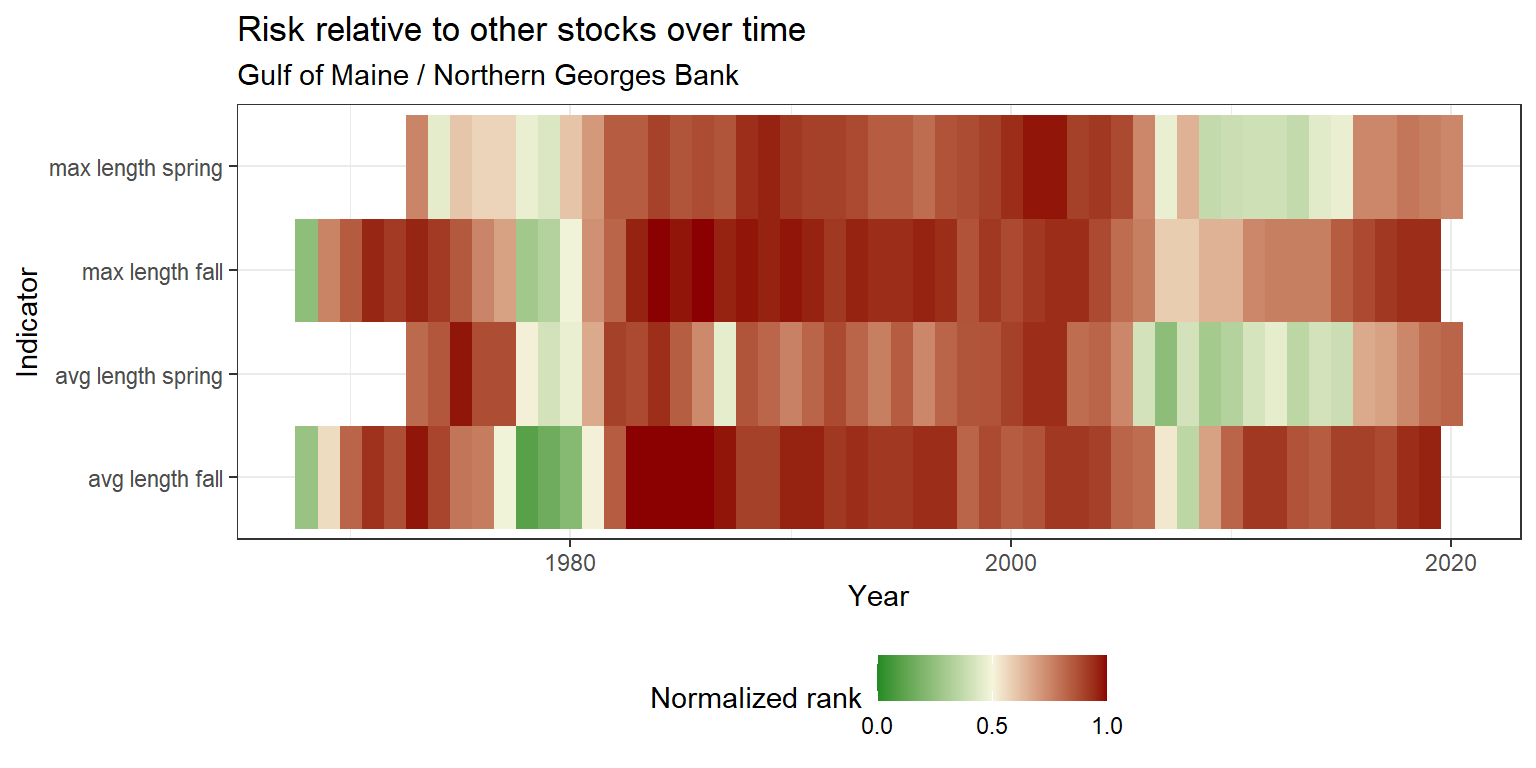 Risk relative to other stocks over time
Gulf of Maine / Northern Georges Bank
Indicator
max length spring
max length fall
avg length spring
avg length fall
1980
2000
2020
Year
Normalized rank
0.0
0.5
1.0